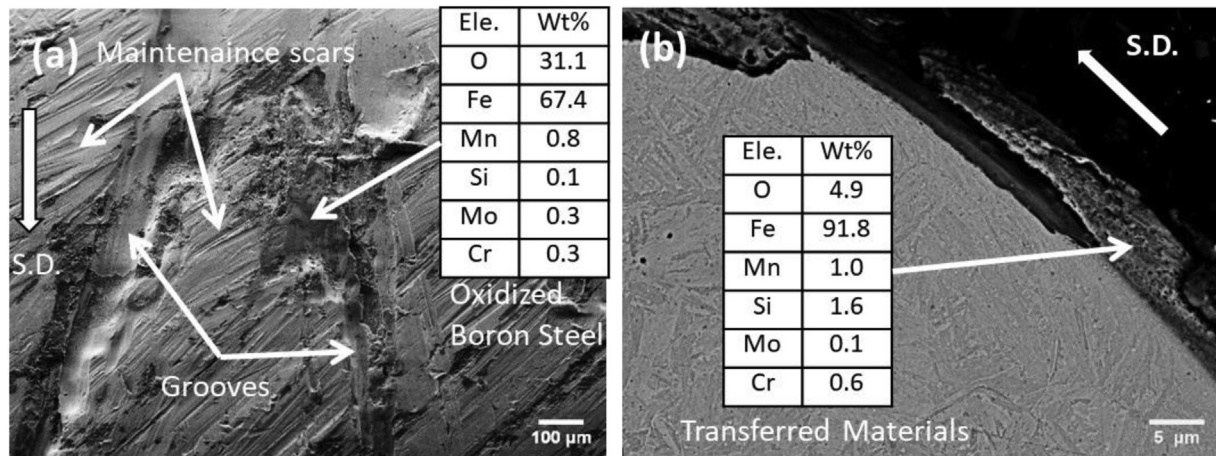 (a)
Maintenaince scars
S.D.
Grooves
Ele. Wt%
O 31.1
Fe 67.4
Mn 0.8
Si 0.1
Mo 0.3
Cr 0.3
Oxidized
Boron Steel
100 µm
(b)
S.D.
Ele. Wt%
O 4.9
Fe 91.8
Mn 1.0
Si 1.6
Mo 0.1
Cr 0.6
Transferred Materials
5 µm